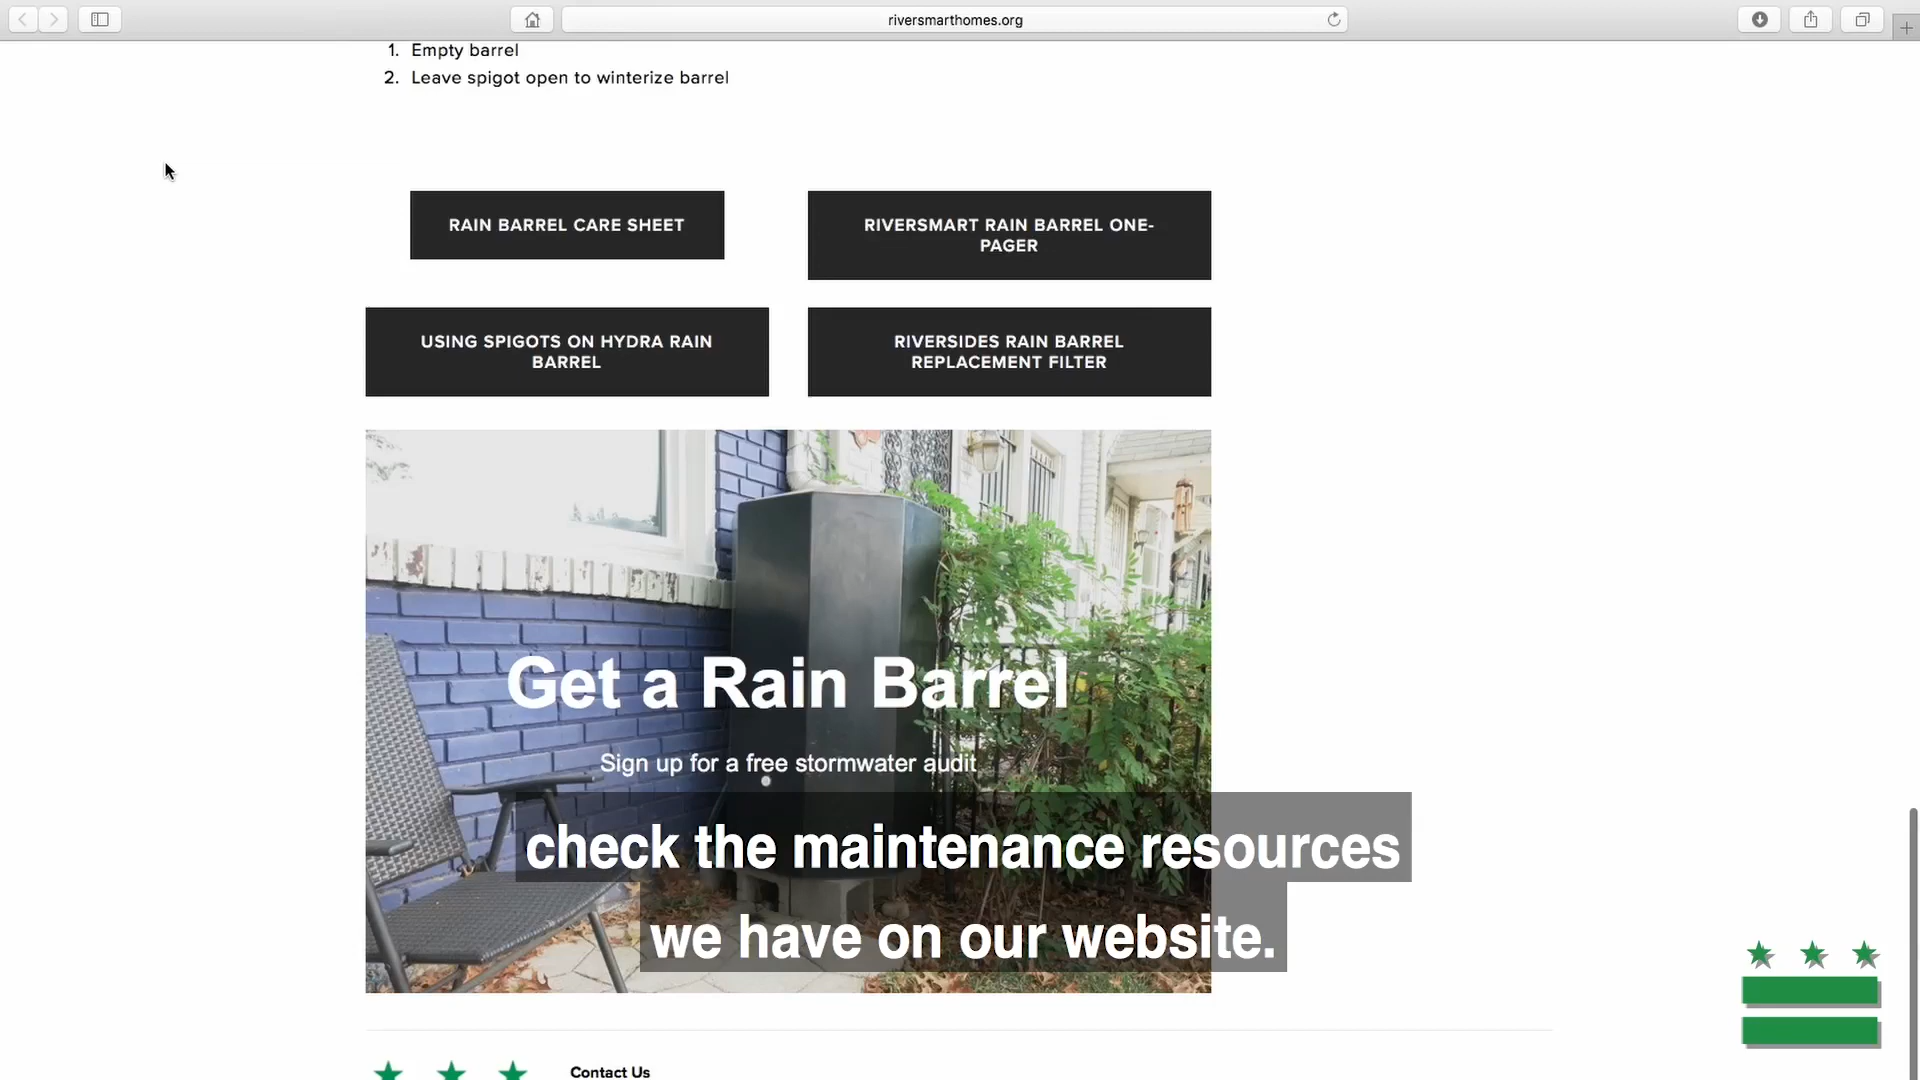 riversmarthomes.org
1. Empty barrel
2. Leave spigot open to winterize barrel
RAIN BARREL CARE SHEET
RIVERSMART RAIN BARREL ONE-
PAGER
USING SPIGOTS ON HYDRA RAIN
BARREL
RIVERSIDES RAIN BARREL
REPLACEMENT FILTER
Get a Rain Barrel
Sign up for a free stormwater audit
check the maintenance resources
we have on our website.
Contact Us